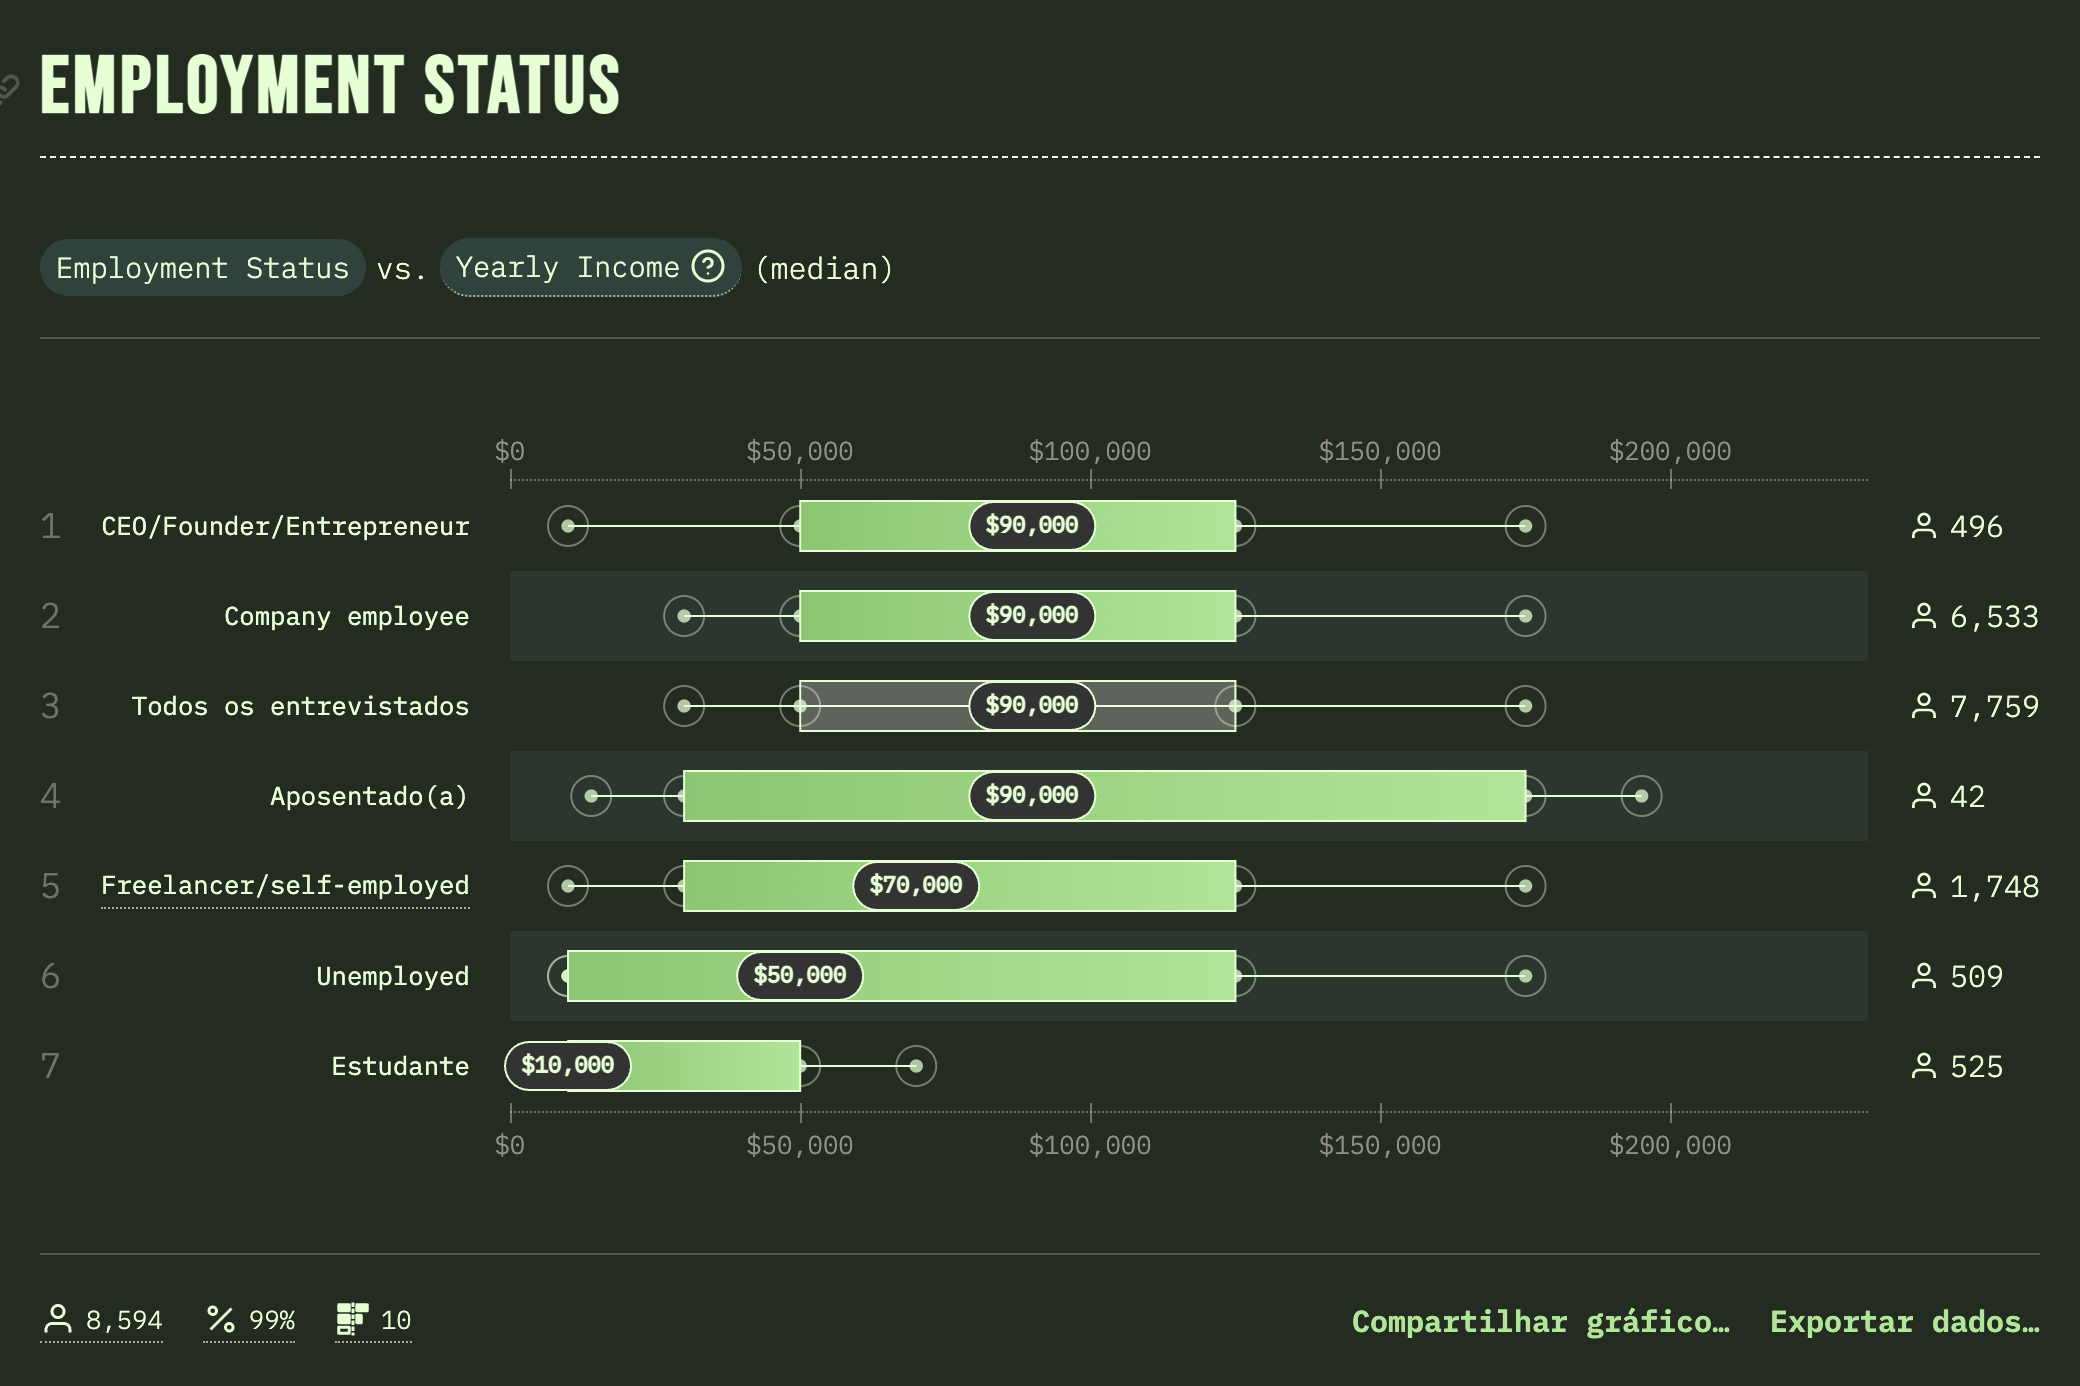 EMPLOYMENT STATUS
Employment Status vs. Yearly Income (median)
$0 $50,000 $100,000 $150,000 $200,000
1 CEO/Founder/Entrepreneur $90,000 496
2 Company employee $90,000 6,533
3 Todos os entrevistados $90,000 7,759
4 Aposentado(a) $90,000 42
5 Freelancer/self-employed $70,000 1,748
6 Unemployed $50,000 509
7 Estudante $10,000 525
$0 $50,000 $100,000 $150,000 $200,000
8,594 99% 10 Compartilhar gráfico… Exportar dados…